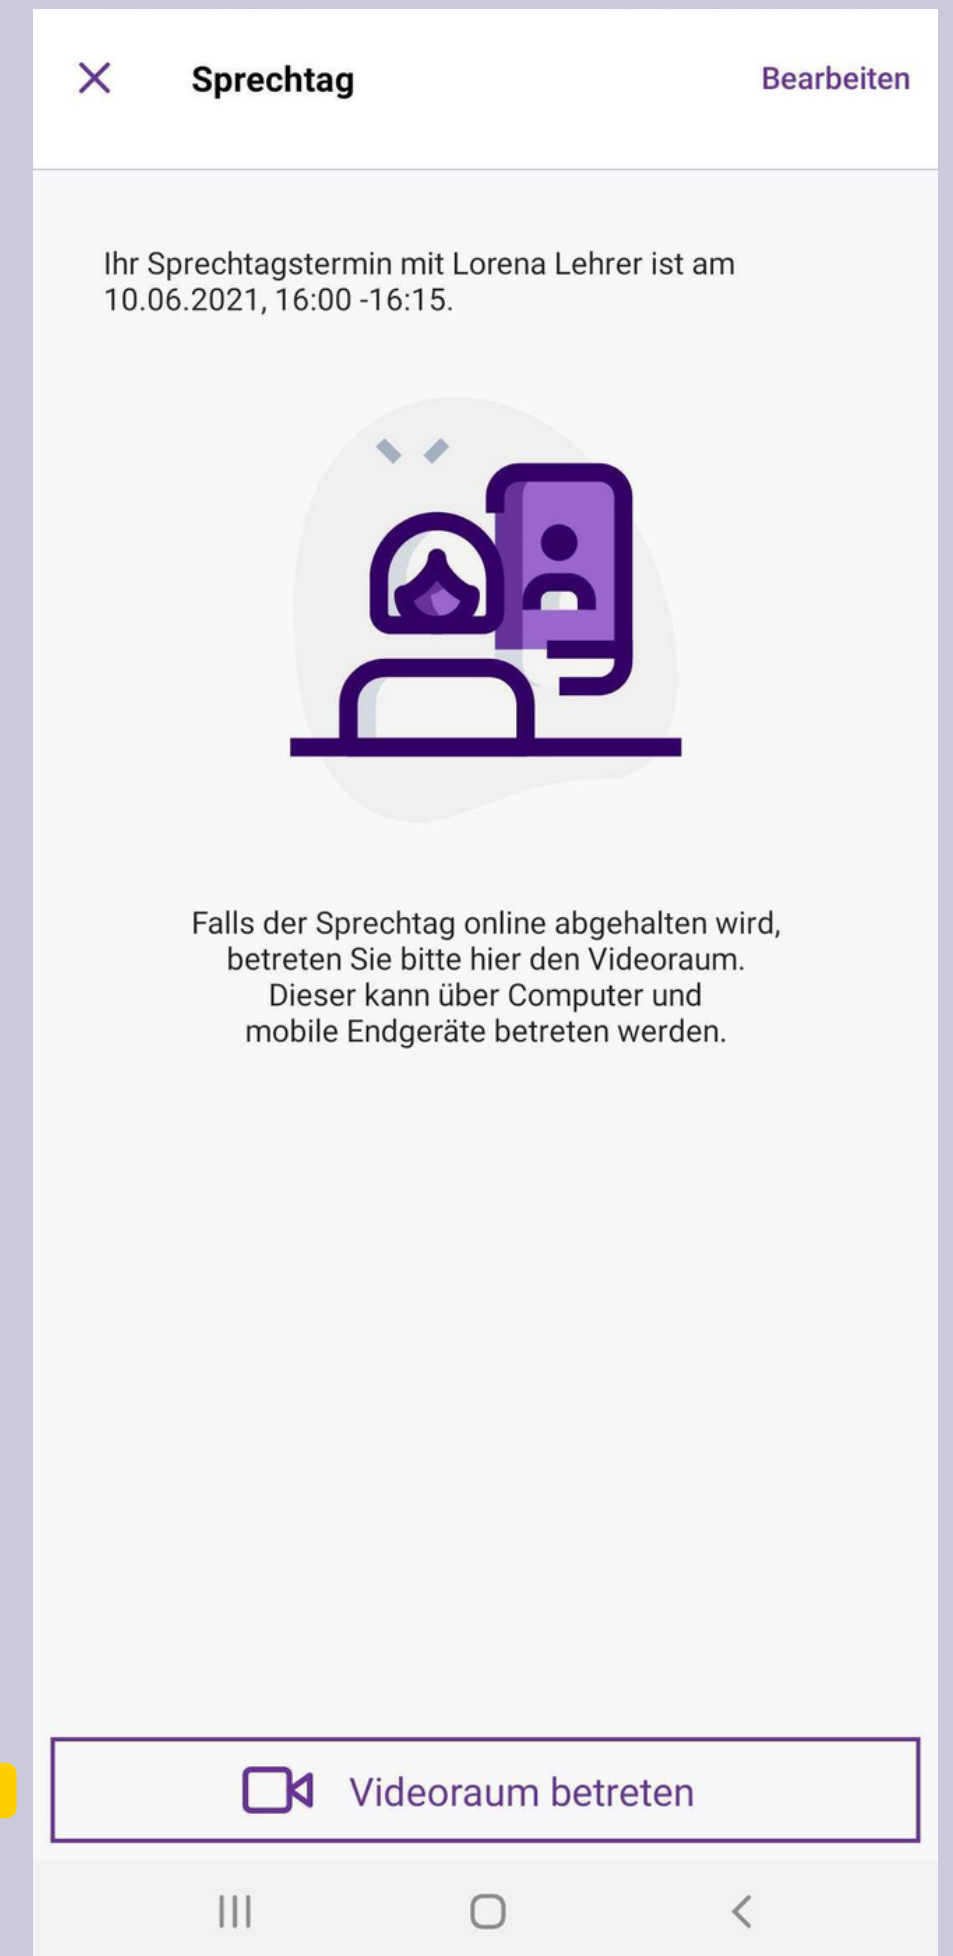 Sprechtag
Bearbeiten
Ihr Sprechtagstermin mit Lorena Lehrer ist am
10.06.2021, 16:00 -16:15.
Falls der Sprechtag online abgehalten wird,
betreten Sie bitte hier den Videoraum.
Dieser kann über Computer und
mobile Endgeräte betreten werden.
Videoraum betreten